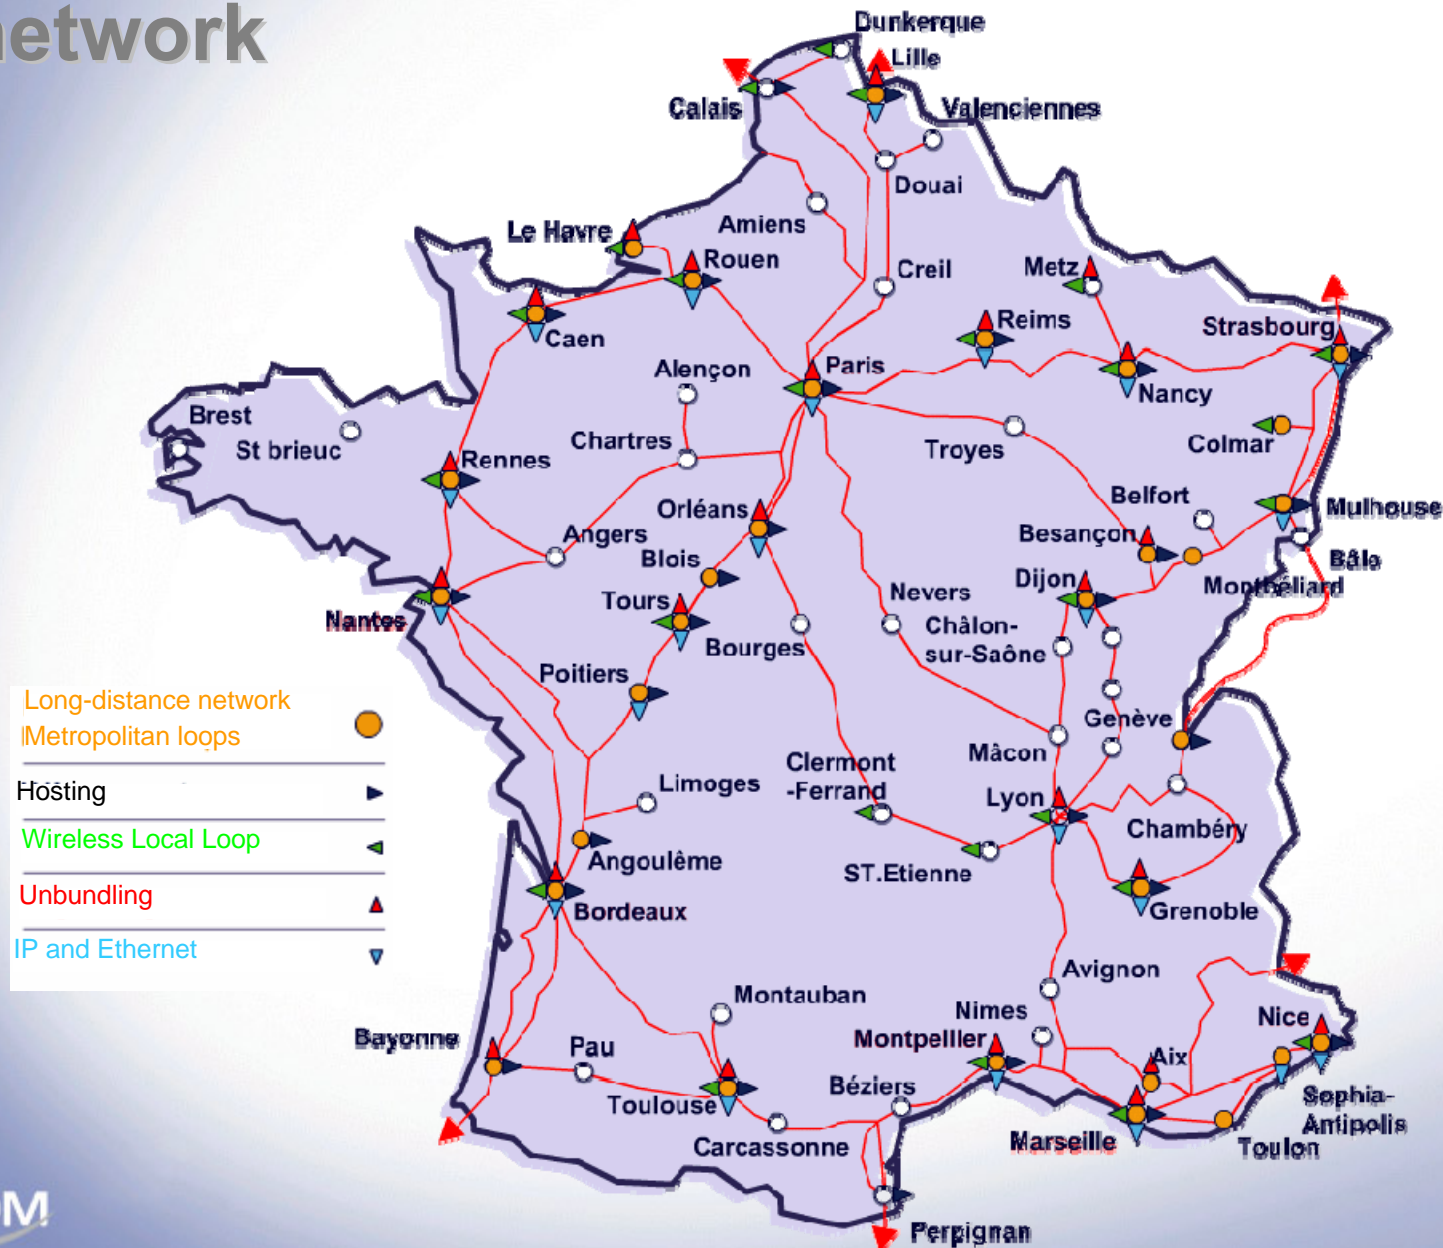 network
Dunkerque
Lille
Calais
Valenciennes
Douai
Amiens
Le Havre
Rouen
Creil
Metz
Reims
Strasbourg
Caen
Paris
Alençon
Nancy
Brest
St brieuc
Chartres
Troyes
Colmar
Rennes
Belfort
Orléans
Mulhouse
Angers
Besançon
Blois
Bâle
Dijon
Montbéliard
Tours
Nevers
Nantes
Châlon-
sur-Saône
Bourges
Poitiers
Long-distance network
Metropolitan loops
Genève
Mâcon
Hosting
Limoges
Clermont
-Ferrand
Lyon
Wireless Local Loop
Chambéry
Angoulême
ST.Etienne
Unbundling
Bordeaux
Grenoble
IP and Ethernet
Avignon
Montauban
Nimes
Nice
Bayonne
Pau
Montpellier
Aix
Béziers
Toulouse
Sophia-
Antipolis
Carcassonne
Marseille
Toulon
Perpignan